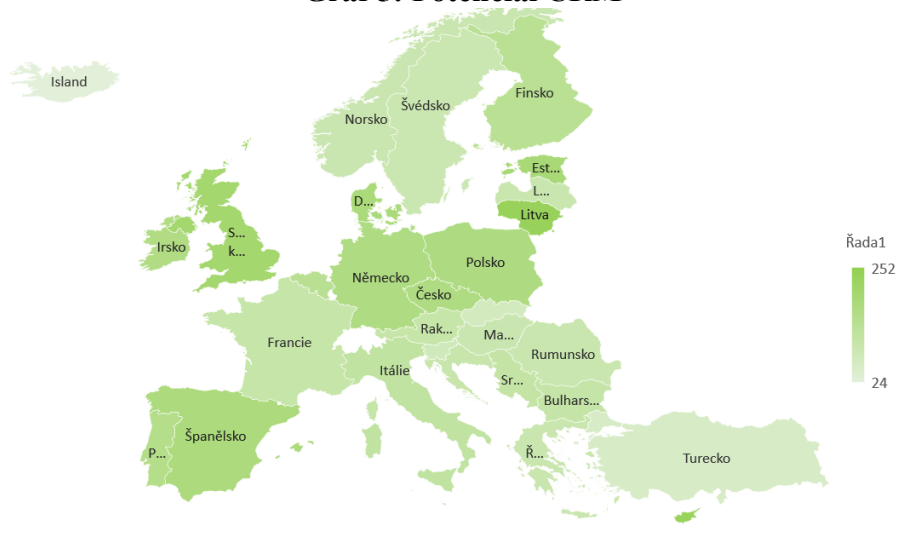 Island
Finsko
Švédsko
Norsko
Est...
L...
D...
Litva
S...
k...
Irsko
Řada1
Polsko
252
Německo
Česko
Rak...
Ma...
Francie
Rumunsko
Itálie
Sr...
24
Bulhars...
Španělsko
P...
Ř...
Turecko